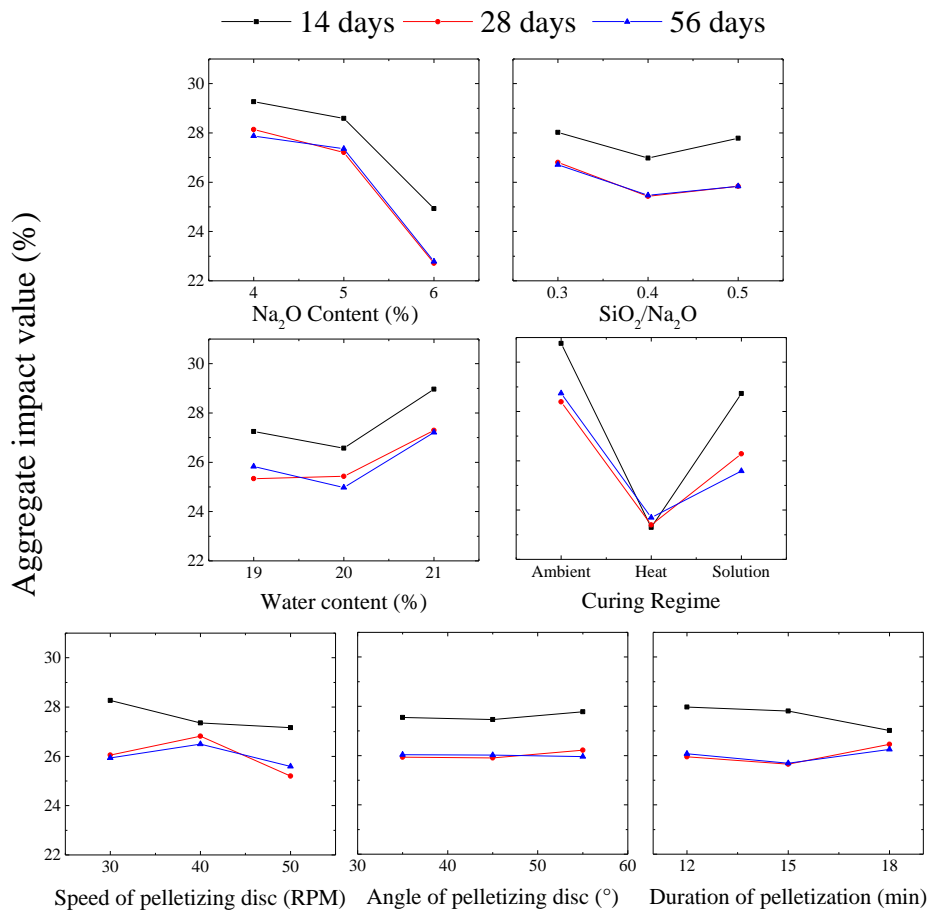 14 days 28 days 56 days
Aggregate impact value (%)
30
28
26
24
22
4 5 6
Na₂O Content (%)
0.3 0.4 0.5
SiO₂/Na₂O
30
28
26
24
22
19 20 21
Water content (%)
Ambient Heat Solution
Curing Regime
30
28
26
24
22
30 40 50
Speed of pelletizing disc (RPM)
30 40 50 60
Angle of pelletizing disc (°)
12 15 18
Duration of pelletization (min)